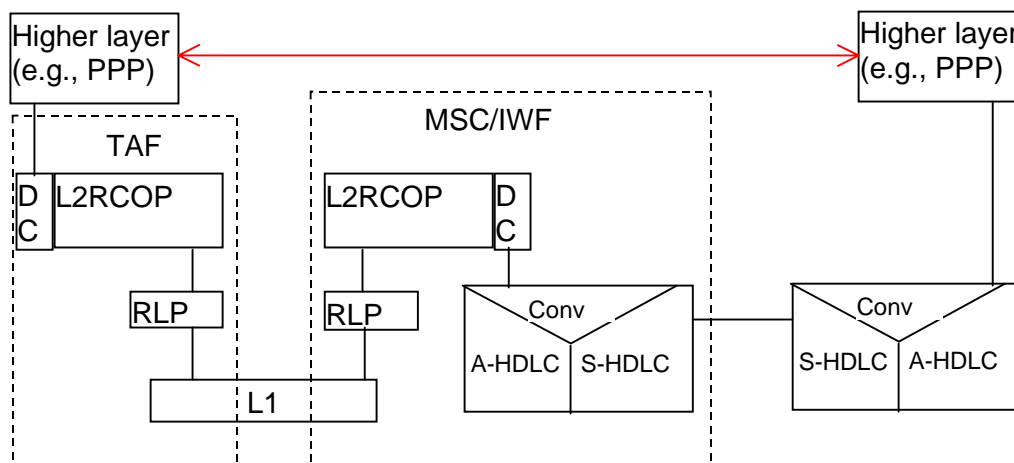 Higher layer
(e.g., PPP)
Higher layer
(e.g., PPP)
TAF
MSC/IWF
D
C
L2RCOP
L2RCOP
D
C
RLP
RLP
Conv
A-HDLC
S-HDLC
Conv
S-HDLC
A-HDLC
L1